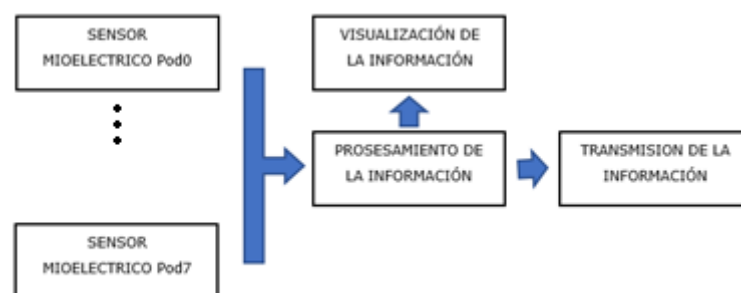 SENSOR
MIOELECTRICO Pod0
VISUALIZACIÓN DE
LA INFORMACIÓN
PROSESAMIENTO DE
LA INFORMACIÓN
TRANSMISION DE LA
INFORMACIÓN
SENSOR
MIOELECTRICO Pod7